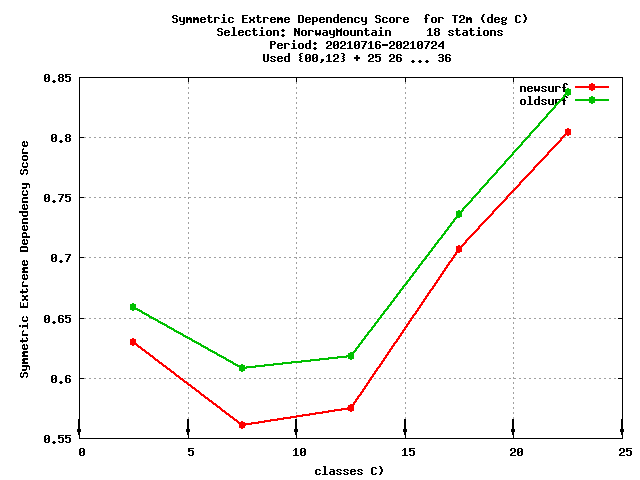 Symmetric Extreme Dependency Score  for T2m (deg C)
Selection: NorwayMountain     18 stations
Period: 20210716-20210724
Used {00,12} + 25 26 ... 36
0.85
newsurf
oldsurf
0.8
0.75
0.7
0.65
0.6
0.55
Symmetric Extreme Dependency Score
0 5 10 15 20 25
classes C)